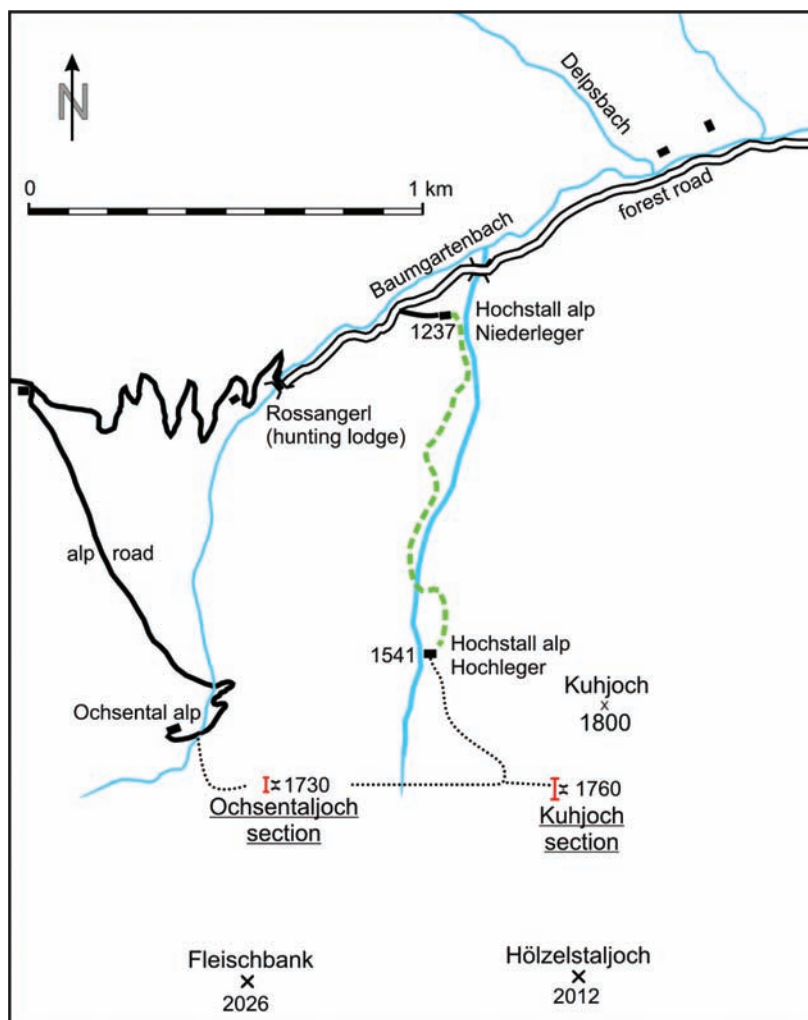 N
Delpsbach
0
1 km
forest road
Baumgartenbach
Hochstall alp
Niederleger
1237
Rossangerl
(hunting lodge)
alp road
1541
Hochstall alp
Hochleger
Kuhjoch
x
1800
Ochsental alp
1730
Ochsentaljoch
section
1760
Kuhjoch
section
Fleischbank
2026
Hölzelstaljoch
2012